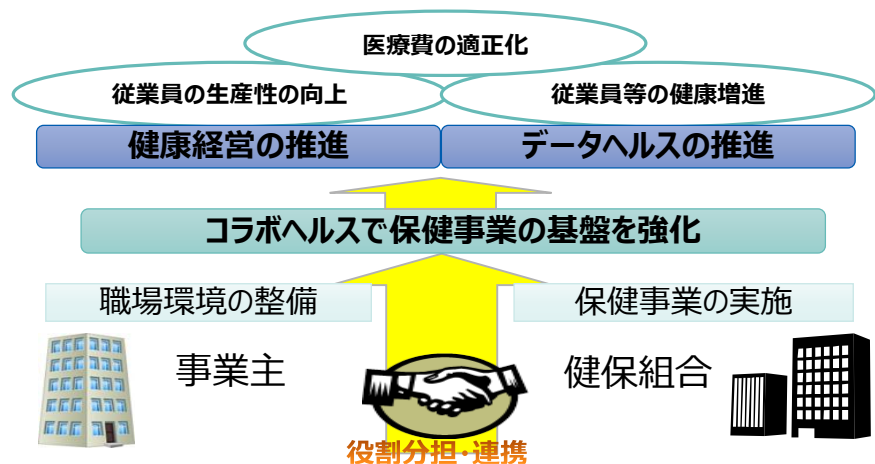 医療費の適正化
従業員の生産性の向上
従業員等の健康増進
健康経営の推進
データヘルスの推進
コラボヘルスで保健事業の基盤を強化
職場環境の整備
保健事業の実施
事業主
健保組合
役割分担・連携